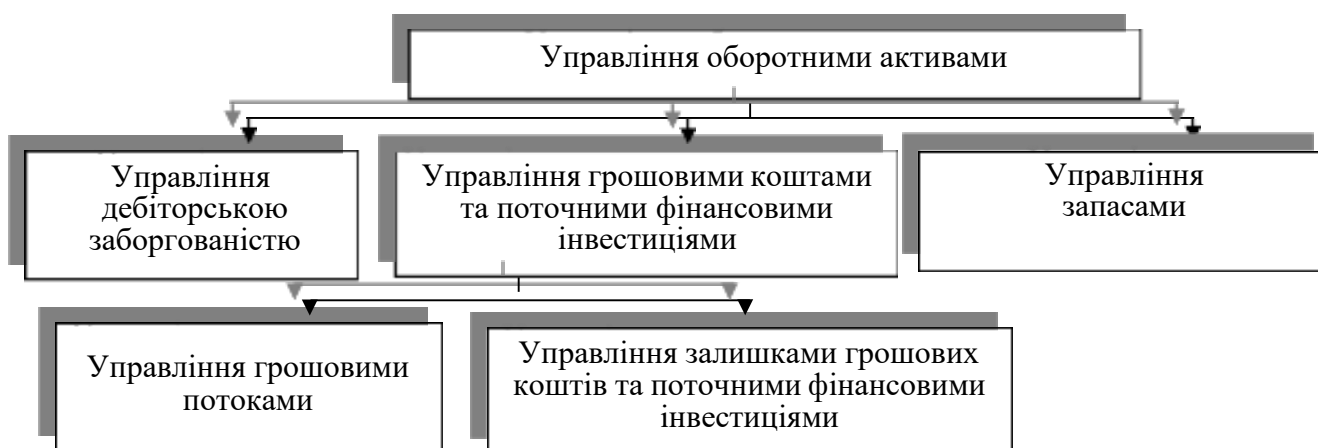 Управління оборотними активами
Управління
дебіторською
заборгованістю
Управління грошовими коштами
та поточними фінансовими
інвестиціями
Управління
запасами
Управління грошовими
потоками
Управління залишками грошових
коштів та поточними фінансовими
інвестиціями